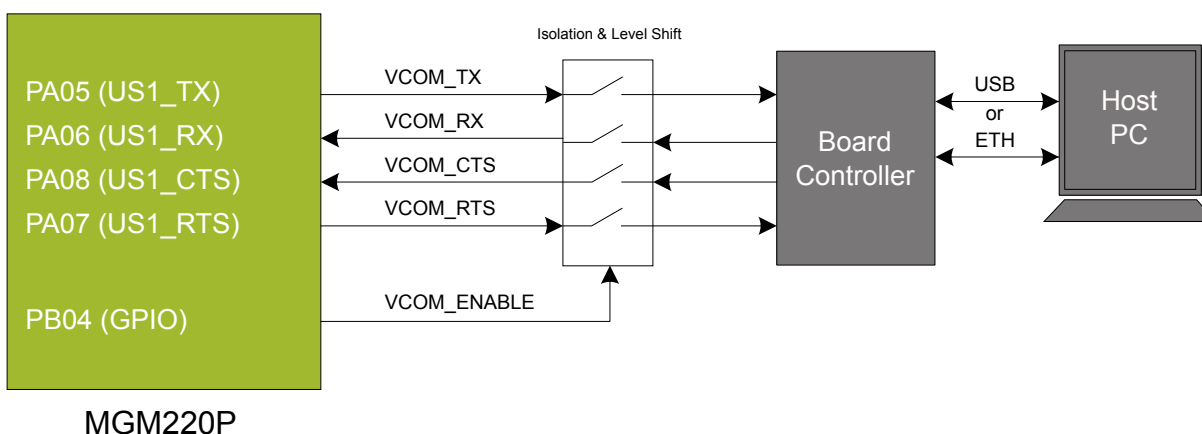 Isolation & Level Shift
PA05 (US1_TX)
VCOM_TX
PA06 (US1_RX)
VCOM_RX
PA08 (US1_CTS)
VCOM_CTS
PA07 (US1_RTS)
VCOM_RTS
PB04 (GPIO)
VCOM_ENABLE
Board
Controller
USB
or
ETH
Host
PC
MGM220P